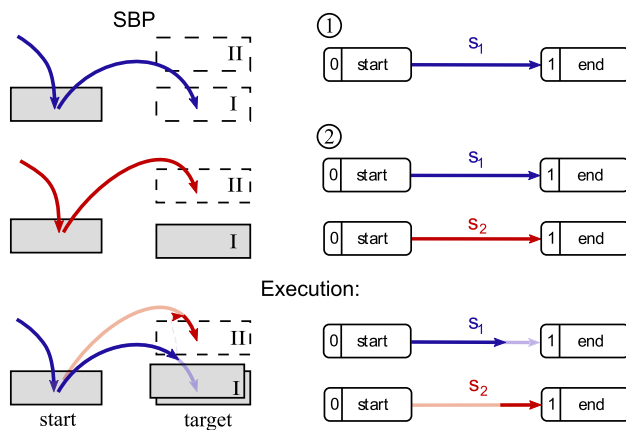 SBP
II
I
II
I
II
I
start
target
①
0 start s1 1 end
②
0 start s1 1 end
0 start s2 1 end
Execution:
0 start s1 1 end
0 start s2 1 end